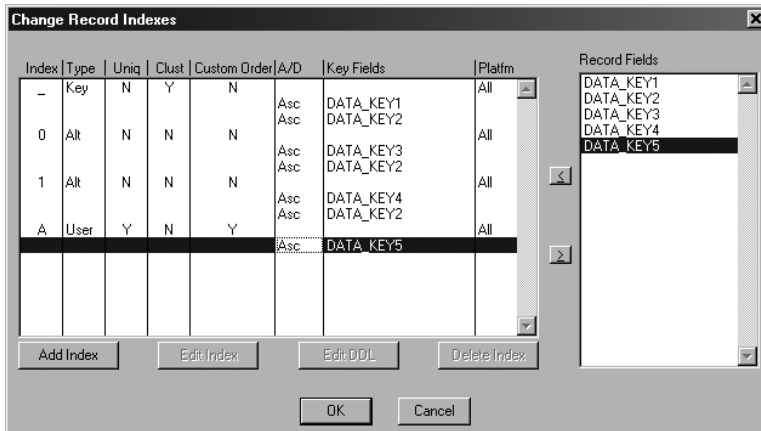 Change Record Indexes
Index Type Uniq Clust Custom Order A/D Key Fields Platfm
_ Key N Y N All
Asc DATA_KEY1
Asc DATA_KEY2
0 Alt N N N All
Asc DATA_KEY3
Asc DATA_KEY2
1 Alt N N N All
Asc DATA_KEY4
Asc DATA_KEY2
A User Y N Y All
Asc DATA_KEY5
Add Index Edit Index Edit DDL Delete Index
Record Fields
DATA_KEY1
DATA_KEY2
DATA_KEY3
DATA_KEY4
DATA_KEY5
<
>
OK Cancel